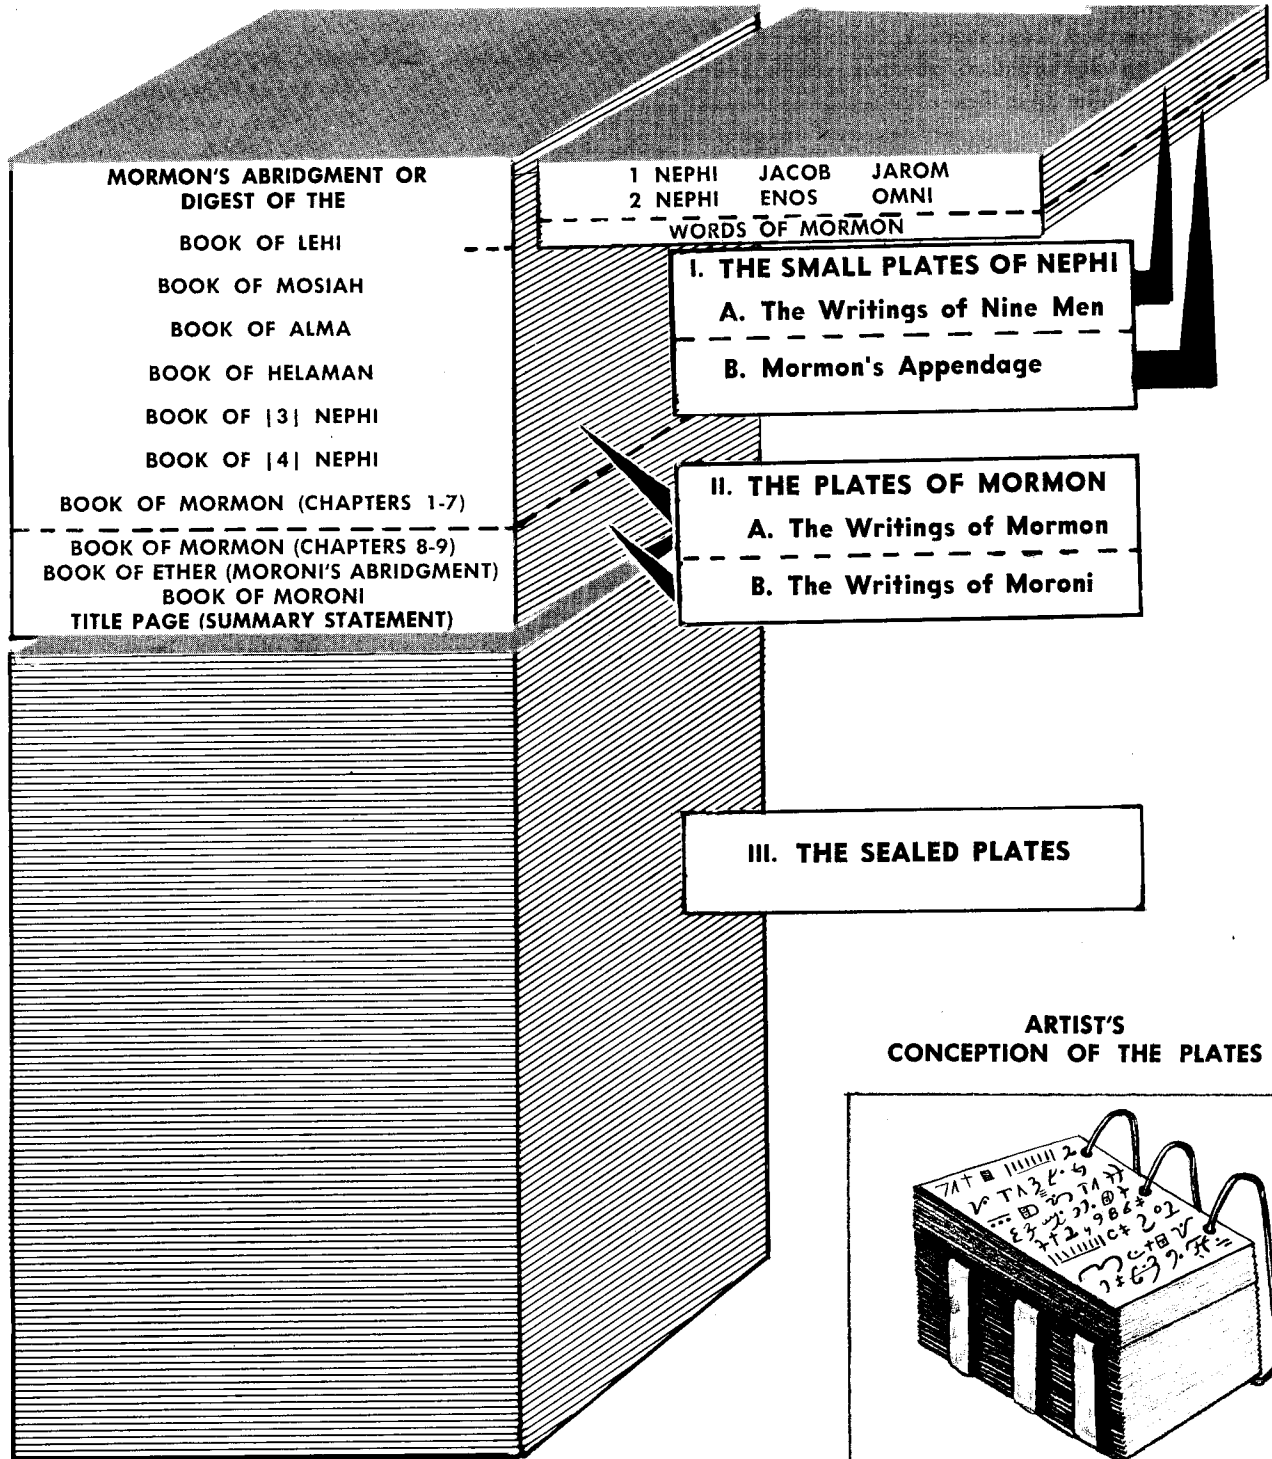 MORMON'S ABRIDGMENT OR
DIGEST OF THE
BOOK OF LEHI
BOOK OF MOSIAH
BOOK OF ALMA
BOOK OF HELAMAN
BOOK OF |3| NEPHI
BOOK OF |4| NEPHI
BOOK OF MORMON (CHAPTERS 1-7)
BOOK OF MORMON (CHAPTERS 8-9)
BOOK OF ETHER (MORONI'S ABRIDGMENT)
BOOK OF MORONI
TITLE PAGE (SUMMARY STATEMENT)
1 NEPHI JACOB JAROM
2 NEPHI ENOS OMNI
WORDS OF MORMON
I. THE SMALL PLATES OF NEPHI
A. The Writings of Nine Men
B. Mormon's Appendage
II. THE PLATES OF MORMON
A. The Writings of Mormon
B. The Writings of Moroni
III. THE SEALED PLATES
ARTIST'S
CONCEPTION OF THE PLATES